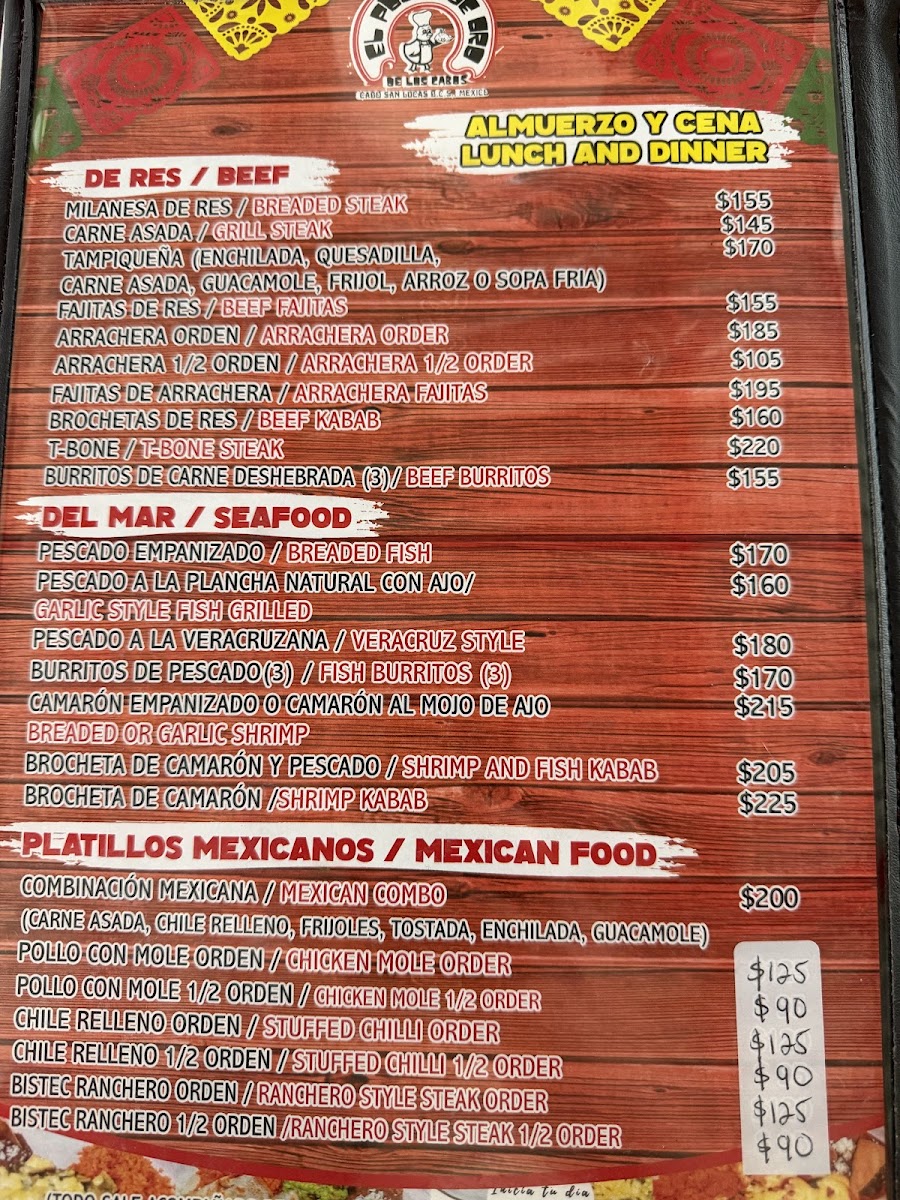 EL POLLO DE ORO
DE LOS CABOS
CABO SAN LUCAS B.C.S. MEXICO
ALMUERZO Y CENA
LUNCH AND DINNER
DE RES / BEEF
MILANESA DE RES / BREADED STEAK $155
CARNE ASADA / GRILL STEAK $145
TAMPIQUEÑA (ENCHILADA, QUESADILLA, $170
CARNE ASADA, GUACAMOLE, FRIJOL, ARROZ O SOPA FRIA)
FAJITAS DE RES / BEEF FAJITAS $155
ARRACHERA ORDEN / ARRACHERA ORDER $185
ARRACHERA 1/2 ORDEN / ARRACHERA 1/2 ORDER $105
FAJITAS DE ARRACHERA / ARRACHERA FAJITAS $195
BROCHETAS DE RES / BEEF KABAB $160
T-BONE / T-BONE STEAK $220
BURRITOS DE CARNE DESHEBRADA (3)/ BEEF BURRITOS $155
DEL MAR / SEAFOOD
PESCADO EMPANIZADO / BREADED FISH $170
PESCADO A LA PLANCHA NATURAL CON AJO/ $160
GARLIC STYLE FISH GRILLED
PESCADO A LA VERACRUZANA / VERACRUZ STYLE $180
BURRITOS DE PESCADO(3) / FISH BURRITOS (3) $170
CAMARÓN EMPANIZADO O CAMARÓN AL MOJO DE AJO $215
BREADED OR GARLIC SHRIMP
BROCHETA DE CAMARÓN Y PESCADO / SHRIMP AND FISH KABAB $205
BROCHETA DE CAMARÓN /SHRIMP KABAB $225
PLATILLOS MEXICANOS / MEXICAN FOOD
COMBINACIÓN MEXICANA / MEXICAN COMBO $200
(CARNE ASADA, CHILE RELLENO, FRIJOLES, TOSTADA, ENCHILADA, GUACAMOLE)
POLLO CON MOLE ORDEN / CHICKEN MOLE ORDER $125
POLLO CON MOLE 1/2 ORDEN / CHICKEN MOLE 1/2 ORDER $90
CHILE RELLENO ORDEN / STUFFED CHILLI ORDER $125
CHILE RELLENO 1/2 ORDEN / STUFFED CHILLI 1/2 ORDER $90
BISTEC RANCHERO ORDEN / RANCHERO STYLE STEAK ORDER $125
BISTEC RANCHERO 1/2 ORDEN /RANCHERO STYLE STEAK 1/2 ORDER $90
Inicia tu día
(TODO SALE